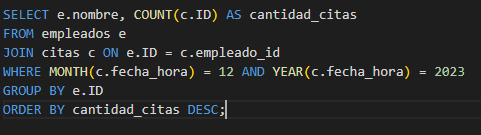 SELECT e.nombre, COUNT(c.ID) AS cantidad_citas
FROM empleados e
JOIN citas c ON e.ID = c.empleado_id
WHERE MONTH(c.fecha_hora) = 12 AND YEAR(c.fecha_hora) = 2023
GROUP BY e.ID
ORDER BY cantidad_citas DESC;